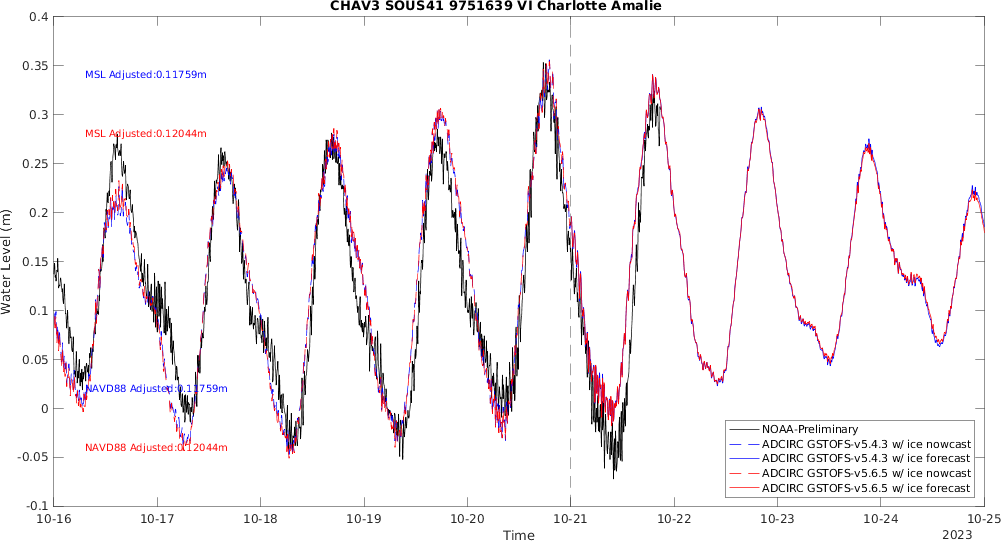 CHAV3 SOUS41 9751639 VI Charlotte Amalie
0.4
0.35
0.3
0.25
0.2
0.15
0.1
0.05
0
-0.05
-0.1
Water Level (m)
MSL Adjusted:0.11759m
MSL Adjusted:0.12044m
NAVD88 Adjusted:0.11759m
NAVD88 Adjusted:0.12044m
NOAA-Preliminary
ADCIRC GSTOFS-v5.4.3 w/ ice nowcast
ADCIRC GSTOFS-v5.4.3 w/ ice forecast
ADCIRC GSTOFS-v5.6.5 w/ ice nowcast
ADCIRC GSTOFS-v5.6.5 w/ ice forecast
10-16 10-17 10-18 10-19 10-20 10-21 10-22 10-23 10-24 10-25
Time
2023